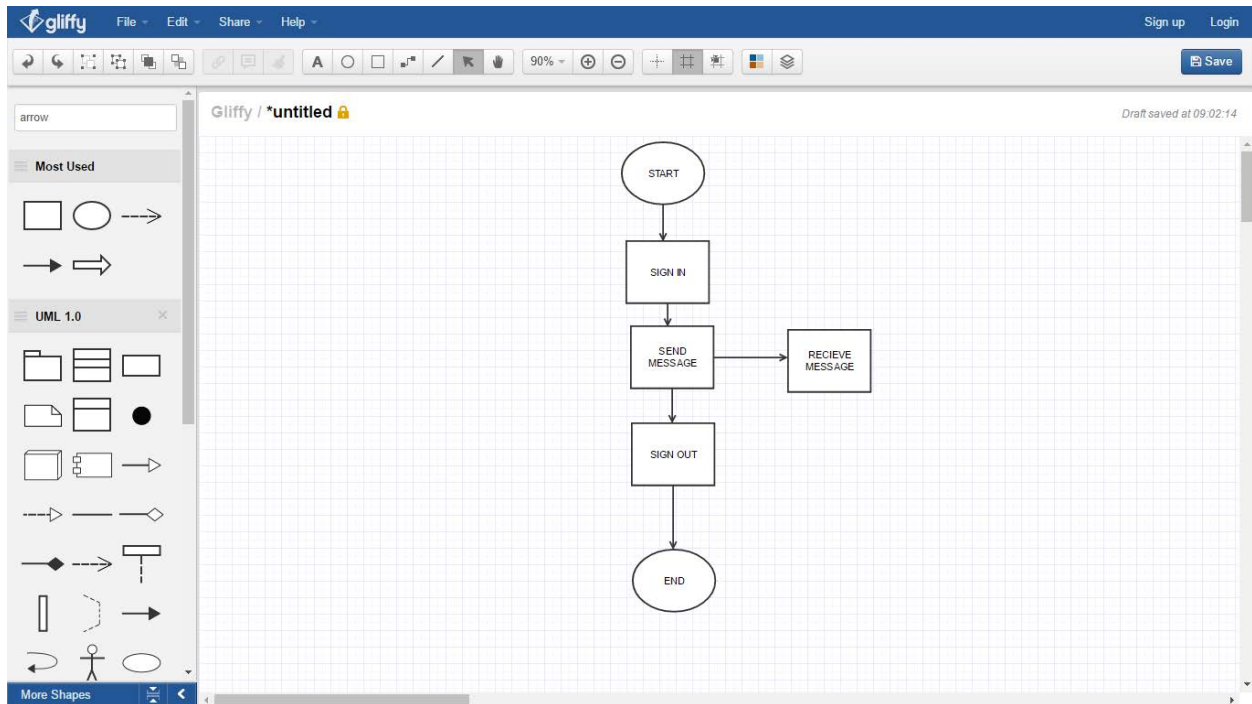 gliffy File Edit Share Help Sign up Login
A 90% Save
arrow
Gliffy / *untitled
Draft saved at 09:02:14
Most Used
UML 1.0
START
SIGN IN
SEND
MESSAGE
RECIEVE
MESSAGE
SIGN OUT
END
More Shapes